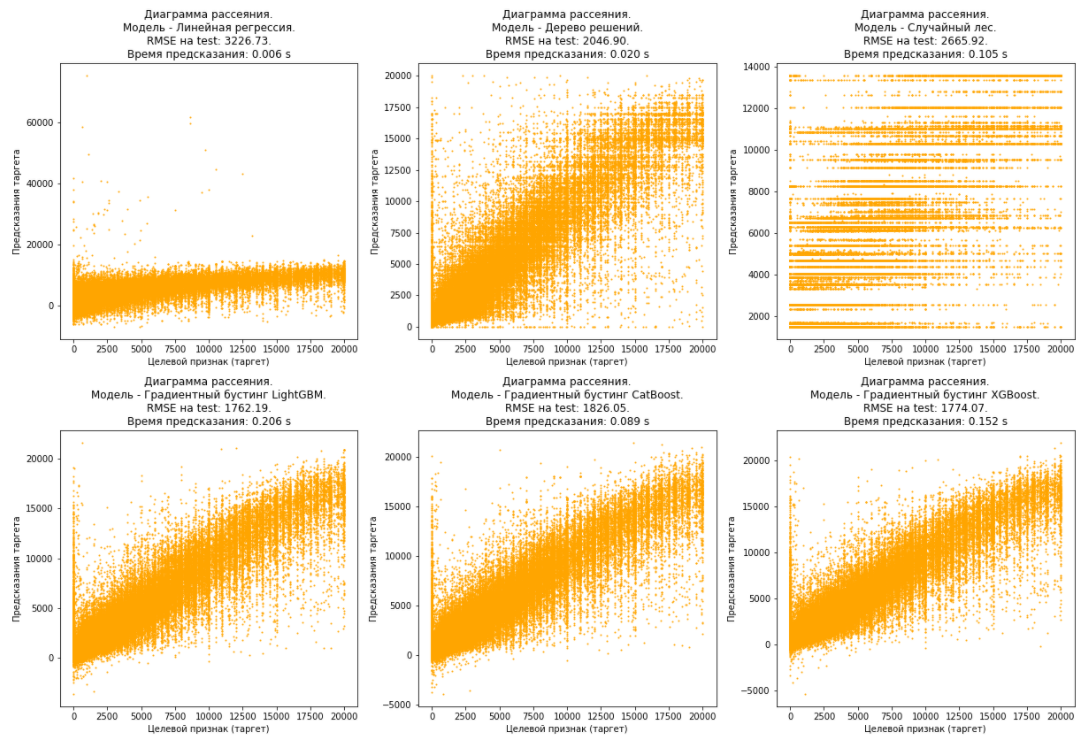 Диаграмма рассеяния.
Модель - Линейная регрессия.
RMSE на test: 3226.73.
Время предсказания: 0.006 s
Предсказания таргета
60000
40000
20000
0
0 2500 5000 7500 10000 12500 15000 17500 20000
Целевой признак (таргет)
Диаграмма рассеяния.
Модель - Дерево решений.
RMSE на test: 2046.90.
Время предсказания: 0.020 s
Предсказания таргета
20000
17500
15000
12500
10000
7500
5000
2500
0
0 2500 5000 7500 10000 12500 15000 17500 20000
Целевой признак (таргет)
Диаграмма рассеяния.
Модель - Случайный лес.
RMSE на test: 2665.92.
Время предсказания: 0.105 s
Предсказания таргета
14000
12000
10000
8000
6000
4000
2000
0 2500 5000 7500 10000 12500 15000 17500 20000
Целевой признак (таргет)
Диаграмма рассеяния.
Модель - Градиентный бустинг LightGBM.
RMSE на test: 1762.19.
Время предсказания: 0.206 s
Предсказания таргета
20000
15000
10000
5000
0
0 2500 5000 7500 10000 12500 15000 17500 20000
Целевой признак (таргет)
Диаграмма рассеяния.
Модель - Градиентный бустинг CatBoost.
RMSE на test: 1826.05.
Время предсказания: 0.089 s
Предсказания таргета
20000
15000
10000
5000
0
−5000
0 2500 5000 7500 10000 12500 15000 17500 20000
Целевой признак (таргет)
Диаграмма рассеяния.
Модель - Градиентный бустинг XGBoost.
RMSE на test: 1774.07.
Время предсказания: 0.152 s
Предсказания таргета
20000
15000
10000
5000
0
−5000
0 2500 5000 7500 10000 12500 15000 17500 20000
Целевой признак (таргет)